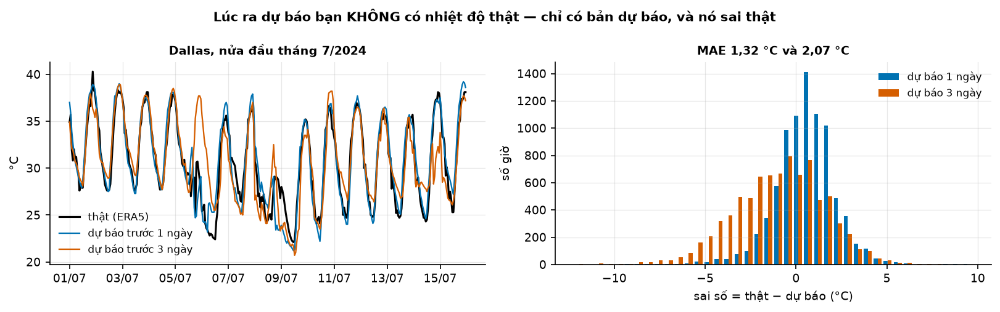 Lúc ra dự báo bạn KHÔNG có nhiệt độ thật — chỉ có bản dự báo, và nó sai thật
Dallas, nửa đầu tháng 7/2024
°C
40
35
30
25
20
thật (ERA5)
dự báo trước 1 ngày
dự báo trước 3 ngày
01/07
03/07
05/07
07/07
09/07
11/07
13/07
15/07
MAE 1,32 °C và 2,07 °C
số giờ
1400
1200
1000
800
600
400
200
0
dự báo 1 ngày
dự báo 3 ngày
−10
−5
0
5
10
sai số = thật − dự báo (°C)